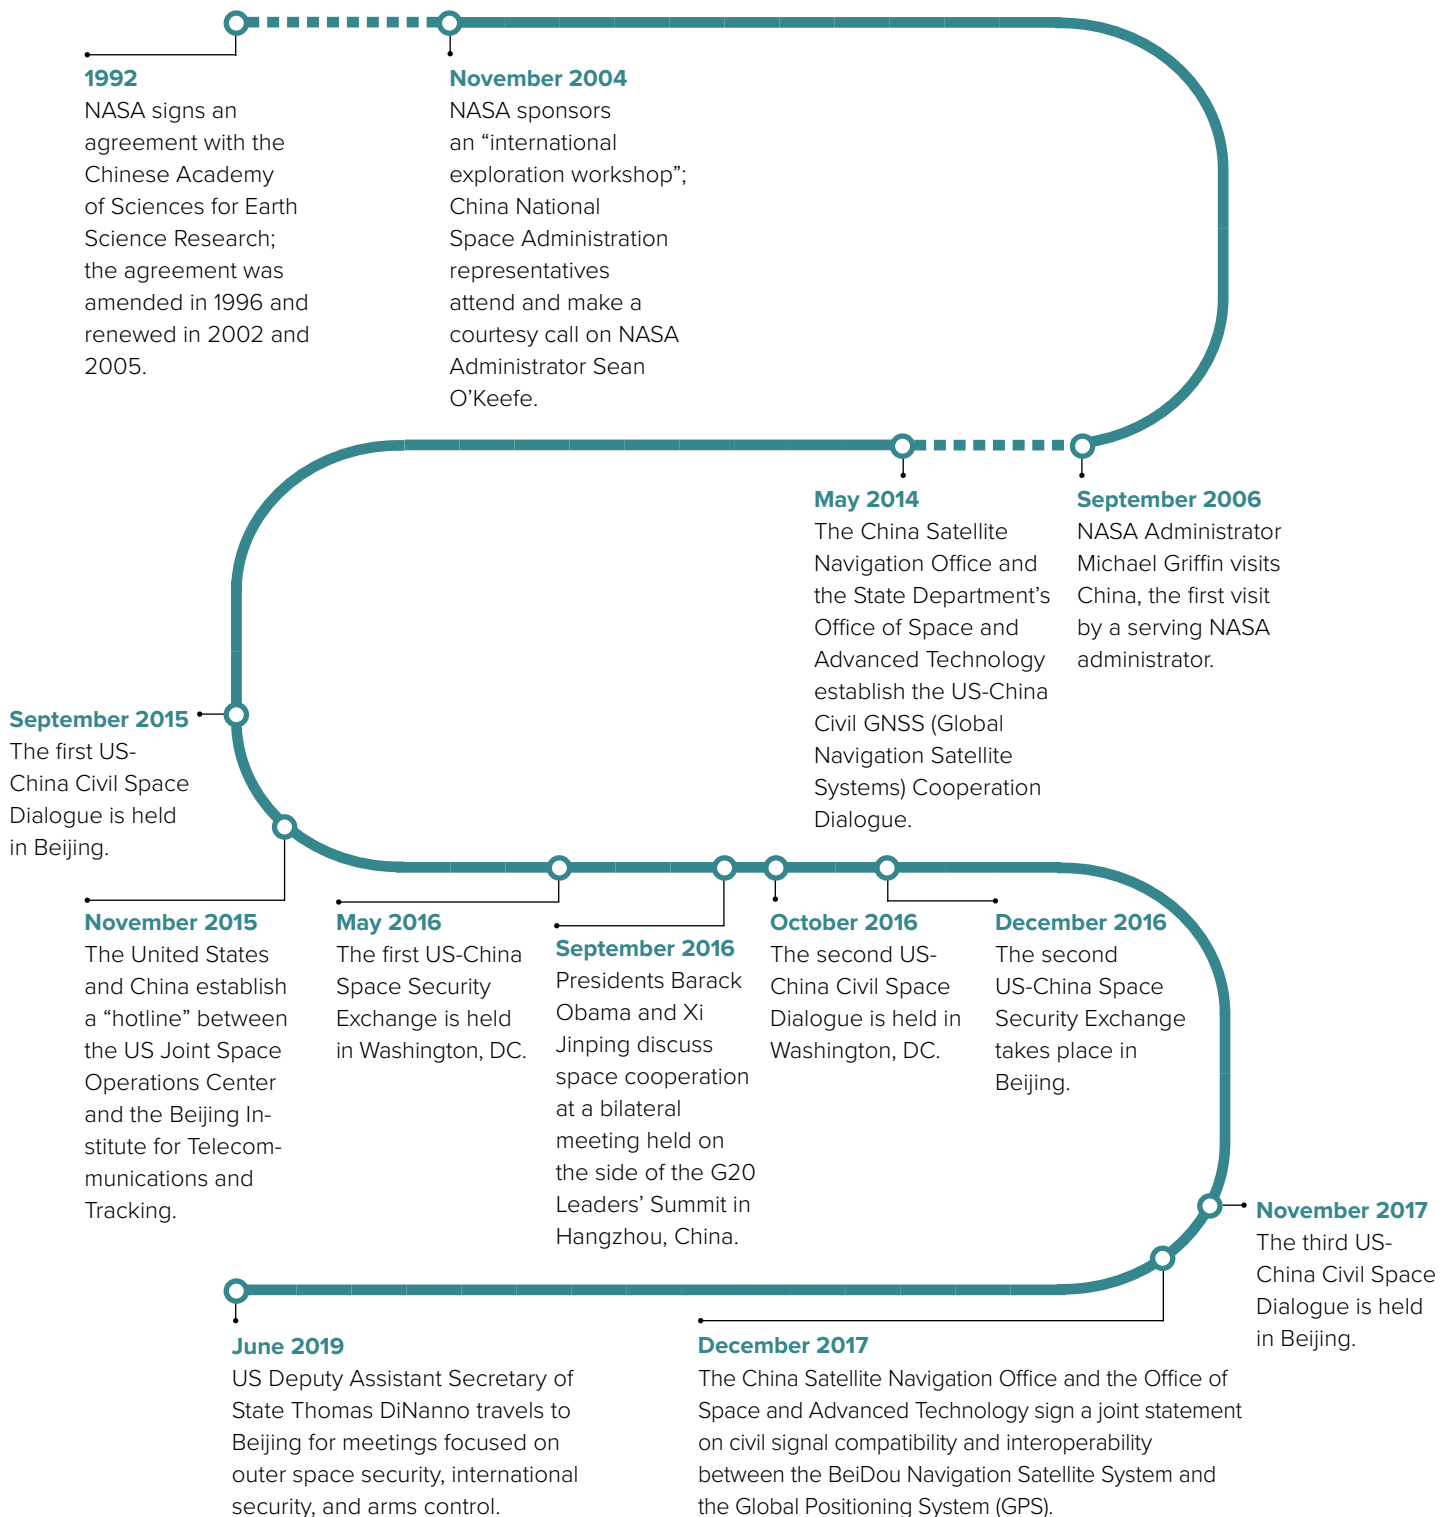 1992
NASA signs an
agreement with the
Chinese Academy
of Sciences for Earth
Science Research;
the agreement was
amended in 1996 and
renewed in 2002 and
2005.
November 2004
NASA sponsors
an “international
exploration workshop”;
China National
Space Administration
representatives
attend and make a
courtesy call on NASA
Administrator Sean
O’Keefe.
September 2006
NASA Administrator
Michael Griffin visits
China, the first visit
by a serving NASA
administrator.
May 2014
The China Satellite
Navigation Office and
the State Department’s
Office of Space and
Advanced Technology
establish the US-China
Civil GNSS (Global
Navigation Satellite
Systems) Cooperation
Dialogue.
September 2015
The first US-
China Civil Space
Dialogue is held
in Beijing.
November 2015
The United States
and China establish
a “hotline” between
the US Joint Space
Operations Center
and the Beijing In-
stitute for Telecom-
munications and
Tracking.
May 2016
The first US-China
Space Security
Exchange is held
in Washington, DC.
September 2016
Presidents Barack
Obama and Xi
Jinping discuss
space cooperation
at a bilateral
meeting held on
the side of the G20
Leaders’ Summit in
Hangzhou, China.
October 2016
The second US-
China Civil Space
Dialogue is held in
Washington, DC.
December 2016
The second
US-China Space
Security Exchange
takes place in
Beijing.
November 2017
The third US-
China Civil Space
Dialogue is held
in Beijing.
December 2017
The China Satellite Navigation Office and the Office of
Space and Advanced Technology sign a joint statement
on civil signal compatibility and interoperability
between the BeiDou Navigation Satellite System and
the Global Positioning System (GPS).
June 2019
US Deputy Assistant Secretary of
State Thomas DiNanno travels to
Beijing for meetings focused on
outer space security, international
security, and arms control.